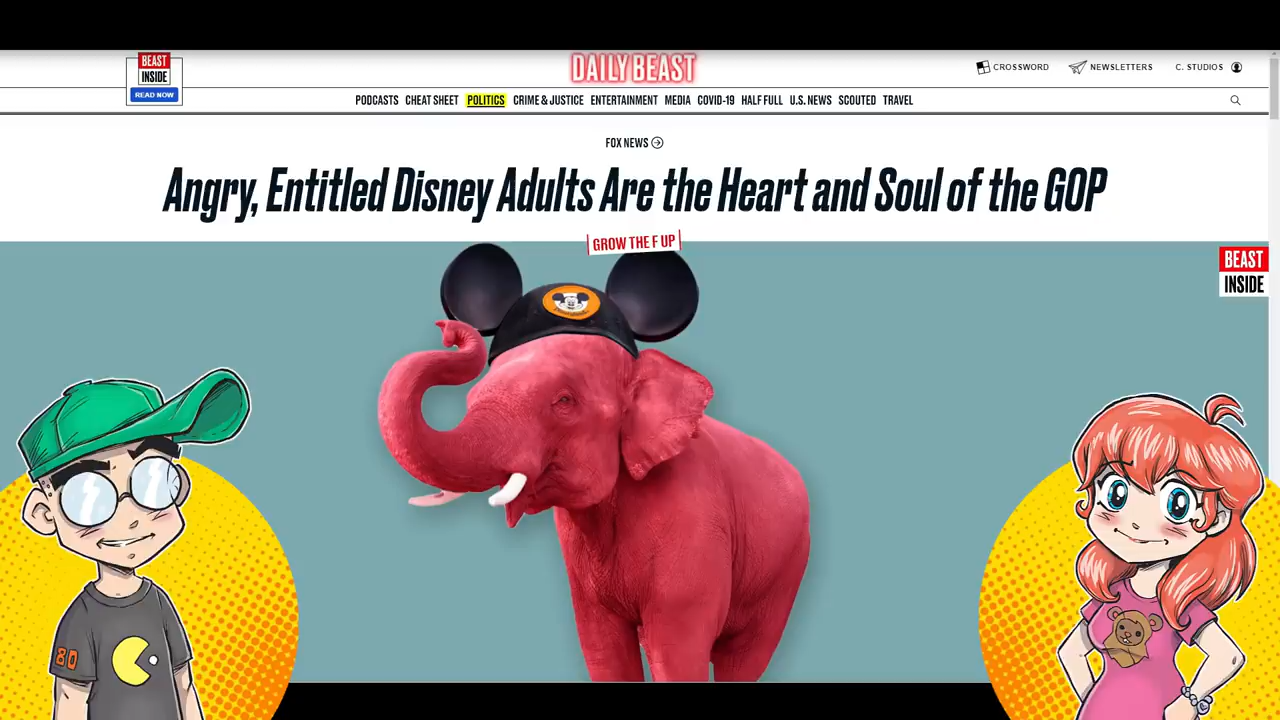 BEAST
INSIDE
READ NOW
DAILY BEAST
CROSSWORD
NEWSLETTERS
C. STUDIOS
PODCASTS CHEAT SHEET POLITICS CRIME & JUSTICE ENTERTAINMENT MEDIA COVID-19 HALF FULL U.S. NEWS SCOUTED TRAVEL
FOX NEWS
Angry, Entitled Disney Adults Are the Heart and Soul of the GOP
GROW THE F UP
BEAST
INSIDE
80